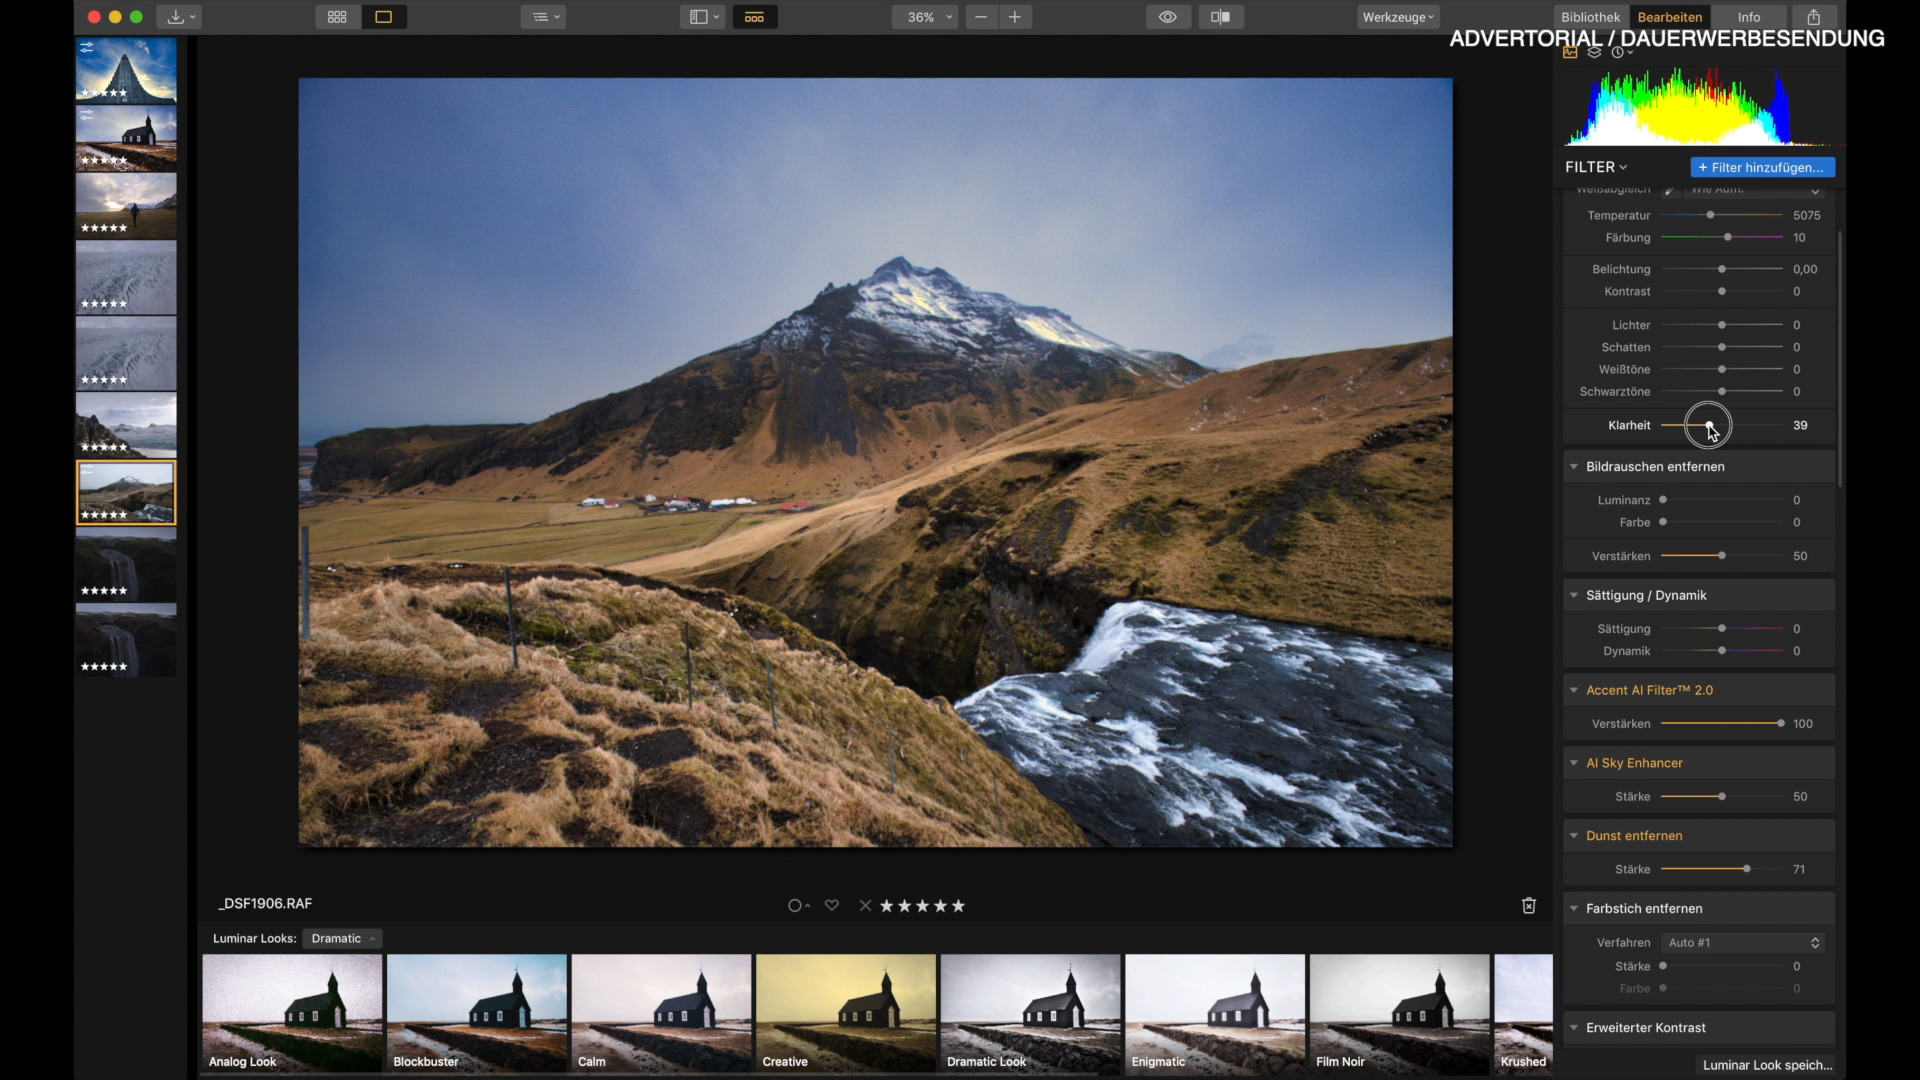 36%
Werkzeuge
Bibliothek
Bearbeiten
Info
ADVERTORIAL / DAUERWERBESENDUNG
FILTER
+ Filter hinzufügen...
Weißabgleich Wie Aufn.
Temperatur 5075
Färbung 10
Belichtung 0,00
Kontrast 0
Lichter 0
Schatten 0
Weißtöne 0
Schwarztöne 0
Klarheit 39
Bildrauschen entfernen
Luminanz 0
Farbe 0
Verstärken 50
Sättigung / Dynamik
Sättigung 0
Dynamik 0
Accent AI Filter™ 2.0
Verstärken 100
AI Sky Enhancer
Stärke 50
Dunst entfernen
Stärke 71
Farbstich entfernen
Verfahren Auto #1
Stärke 0
Farbe 0
Erweiterter Kontrast
Luminar Look speich...
_DSF1906.RAF
Luminar Looks: Dramatic
Analog Look
Blockbuster
Calm
Creative
Dramatic Look
Enigmatic
Film Noir
Krushed